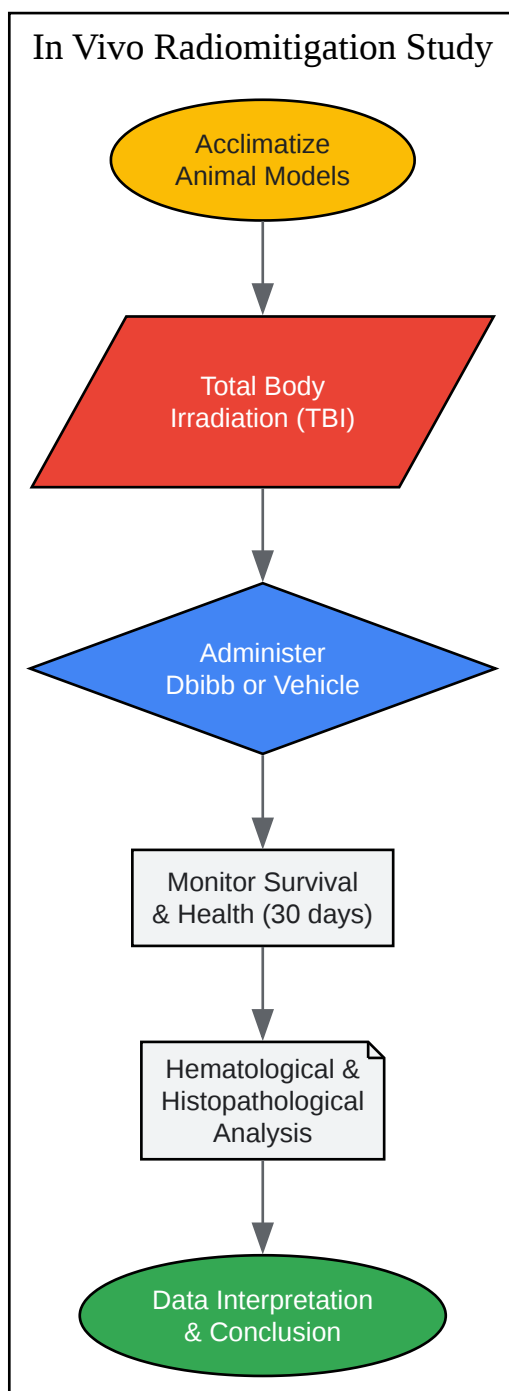 In Vivo Radiomitigation Study
Acclimatize
Animal Models
Total Body
Irradiation (TBI)
Administer
Dbibb or Vehicle
Monitor Survival
& Health (30 days)
Hematological &
Histopathological
Analysis
Data Interpretation
& Conclusion